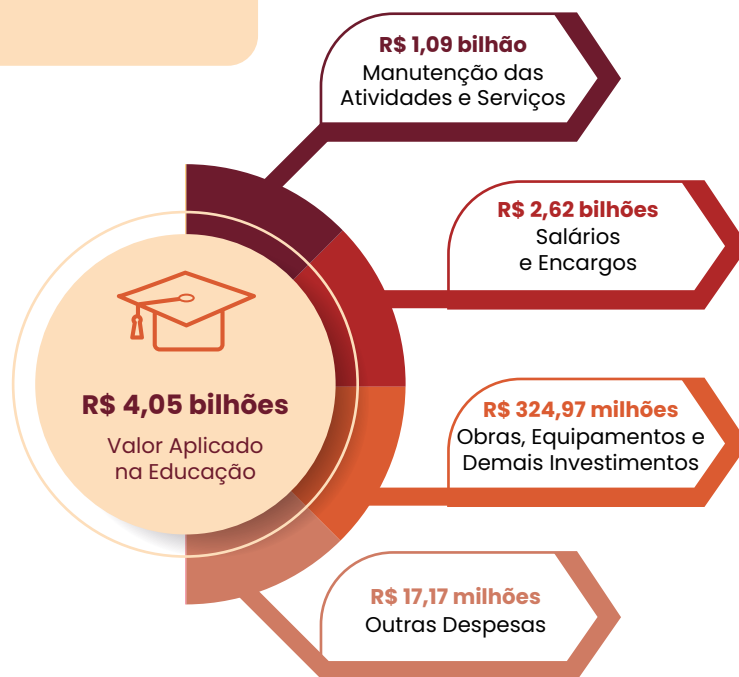 R$ 1,09 bilhão
Manutenção das
Atividades e Serviços
R$ 2,62 bilhões
Salários
e Encargos
R$ 4,05 bilhões
Valor Aplicado
na Educação
R$ 324,97 milhões
Obras, Equipamentos e
Demais Investimentos
R$ 17,17 milhões
Outras Despesas